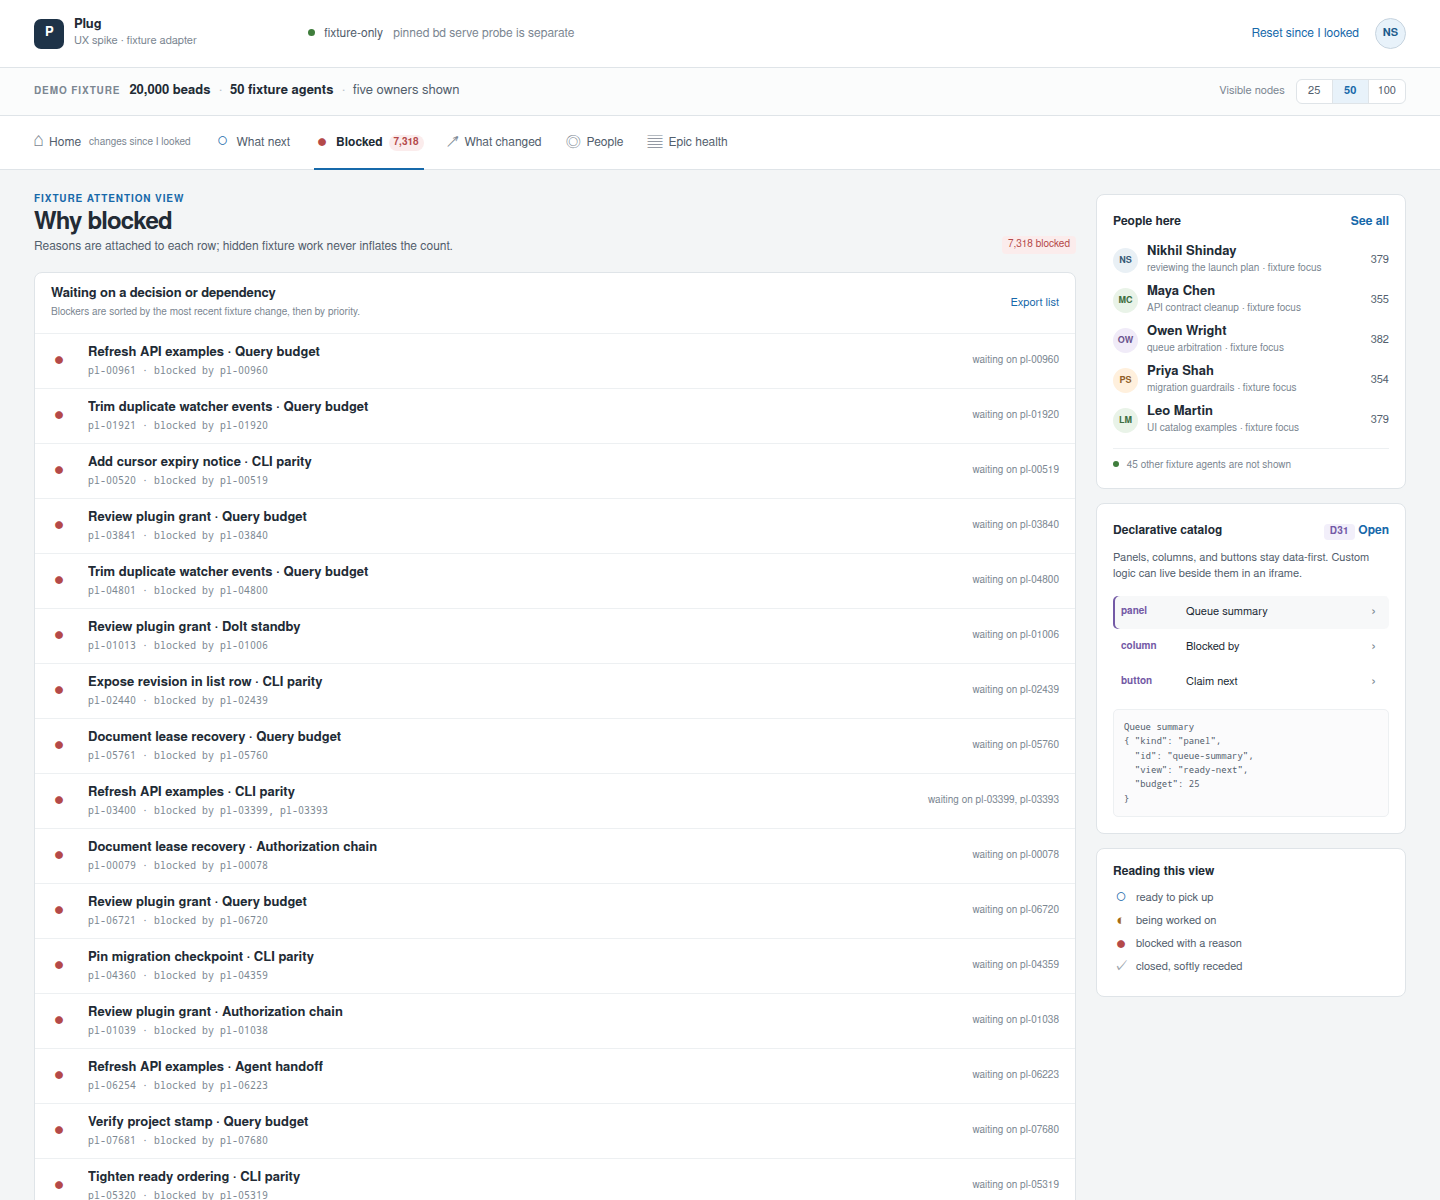 P
Plug
UX spike · fixture adapter
fixture-only pinned bd serve probe is separate
Reset since I looked
NS
DEMO FIXTURE 20,000 beads · 50 fixture agents · five owners shown
Visible nodes 25 50 100
Home changes since I looked
What next
Blocked 7,318
What changed
People
Epic health
FIXTURE ATTENTION VIEW
Why blocked
Reasons are attached to each row; hidden fixture work never inflates the count.
7,318 blocked
Waiting on a decision or dependency
Blockers are sorted by the most recent fixture change, then by priority.
Export list
Refresh API examples · Query budget
pl-00961 · blocked by pl-00960
waiting on pl-00960
Trim duplicate watcher events · Query budget
pl-01921 · blocked by pl-01920
waiting on pl-01920
Add cursor expiry notice · CLI parity
pl-00520 · blocked by pl-00519
waiting on pl-00519
Review plugin grant · Query budget
pl-03841 · blocked by pl-03840
waiting on pl-03840
Trim duplicate watcher events · Query budget
pl-04801 · blocked by pl-04800
waiting on pl-04800
Review plugin grant · Dolt standby
pl-01013 · blocked by pl-01006
waiting on pl-01006
Expose revision in list row · CLI parity
pl-02440 · blocked by pl-02439
waiting on pl-02439
Document lease recovery · Query budget
pl-05761 · blocked by pl-05760
waiting on pl-05760
Refresh API examples · CLI parity
pl-03400 · blocked by pl-03399, pl-03393
waiting on pl-03399, pl-03393
Document lease recovery · Authorization chain
pl-00079 · blocked by pl-00078
waiting on pl-00078
Review plugin grant · Query budget
pl-06721 · blocked by pl-06720
waiting on pl-06720
Pin migration checkpoint · CLI parity
pl-04360 · blocked by pl-04359
waiting on pl-04359
Review plugin grant · Authorization chain
pl-01039 · blocked by pl-01038
waiting on pl-01038
Refresh API examples · Agent handoff
pl-06254 · blocked by pl-06223
waiting on pl-06223
Verify project stamp · Query budget
pl-07681 · blocked by pl-07680
waiting on pl-07680
Tighten ready ordering · CLI parity
pl-05320 · blocked by pl-05319
waiting on pl-05319
People here
See all
NS
Nikhil Shinday
reviewing the launch plan · fixture focus
379
MC
Maya Chen
API contract cleanup · fixture focus
355
OW
Owen Wright
queue arbitration · fixture focus
382
PS
Priya Shah
migration guardrails · fixture focus
354
LM
Leo Martin
UI catalog examples · fixture focus
379
45 other fixture agents are not shown
Declarative catalog
D31 Open
Panels, columns, and buttons stay data-first. Custom
logic can live beside them in an iframe.
panel Queue summary ›
column Blocked by ›
button Claim next ›
Queue summary
{ "kind": "panel",
"id": "queue-summary",
"view": "ready-next",
"budget": 25
}
Reading this view
ready to pick up
being worked on
blocked with a reason
closed, softly receded